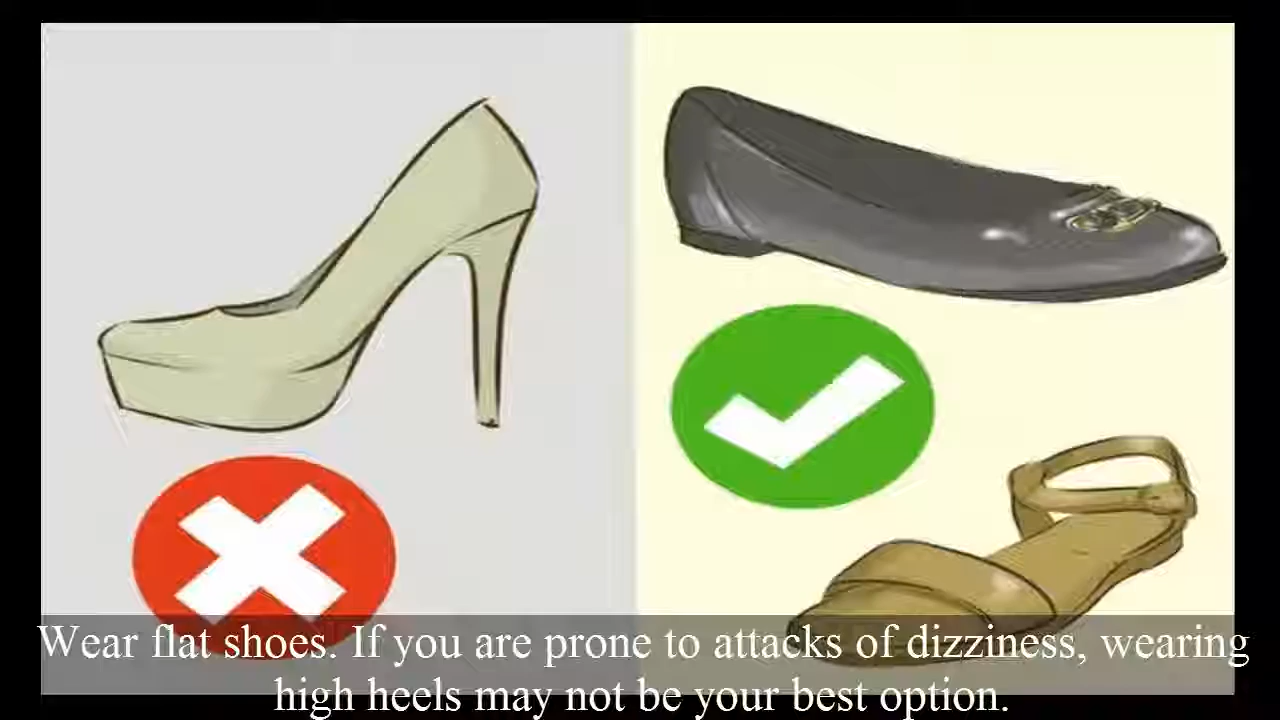 Wear flat shoes. If you are prone to attacks of dizziness, wearing
high heels may not be your best option.